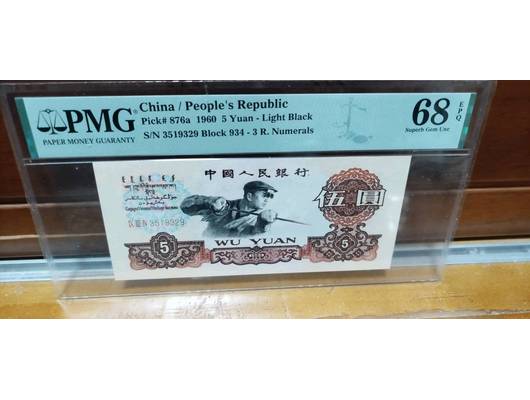 PMG
PAPER MONEY GUARANTY
China / People's Republic
Pick# 876a 1960 5 Yuan - Light Black
S/N 3519329 Block 934 - 3 R. Numerals
68
EPQ
Superb Gem Unc
中國人民銀行
伍圓
3519329
5
WU YUAN
5